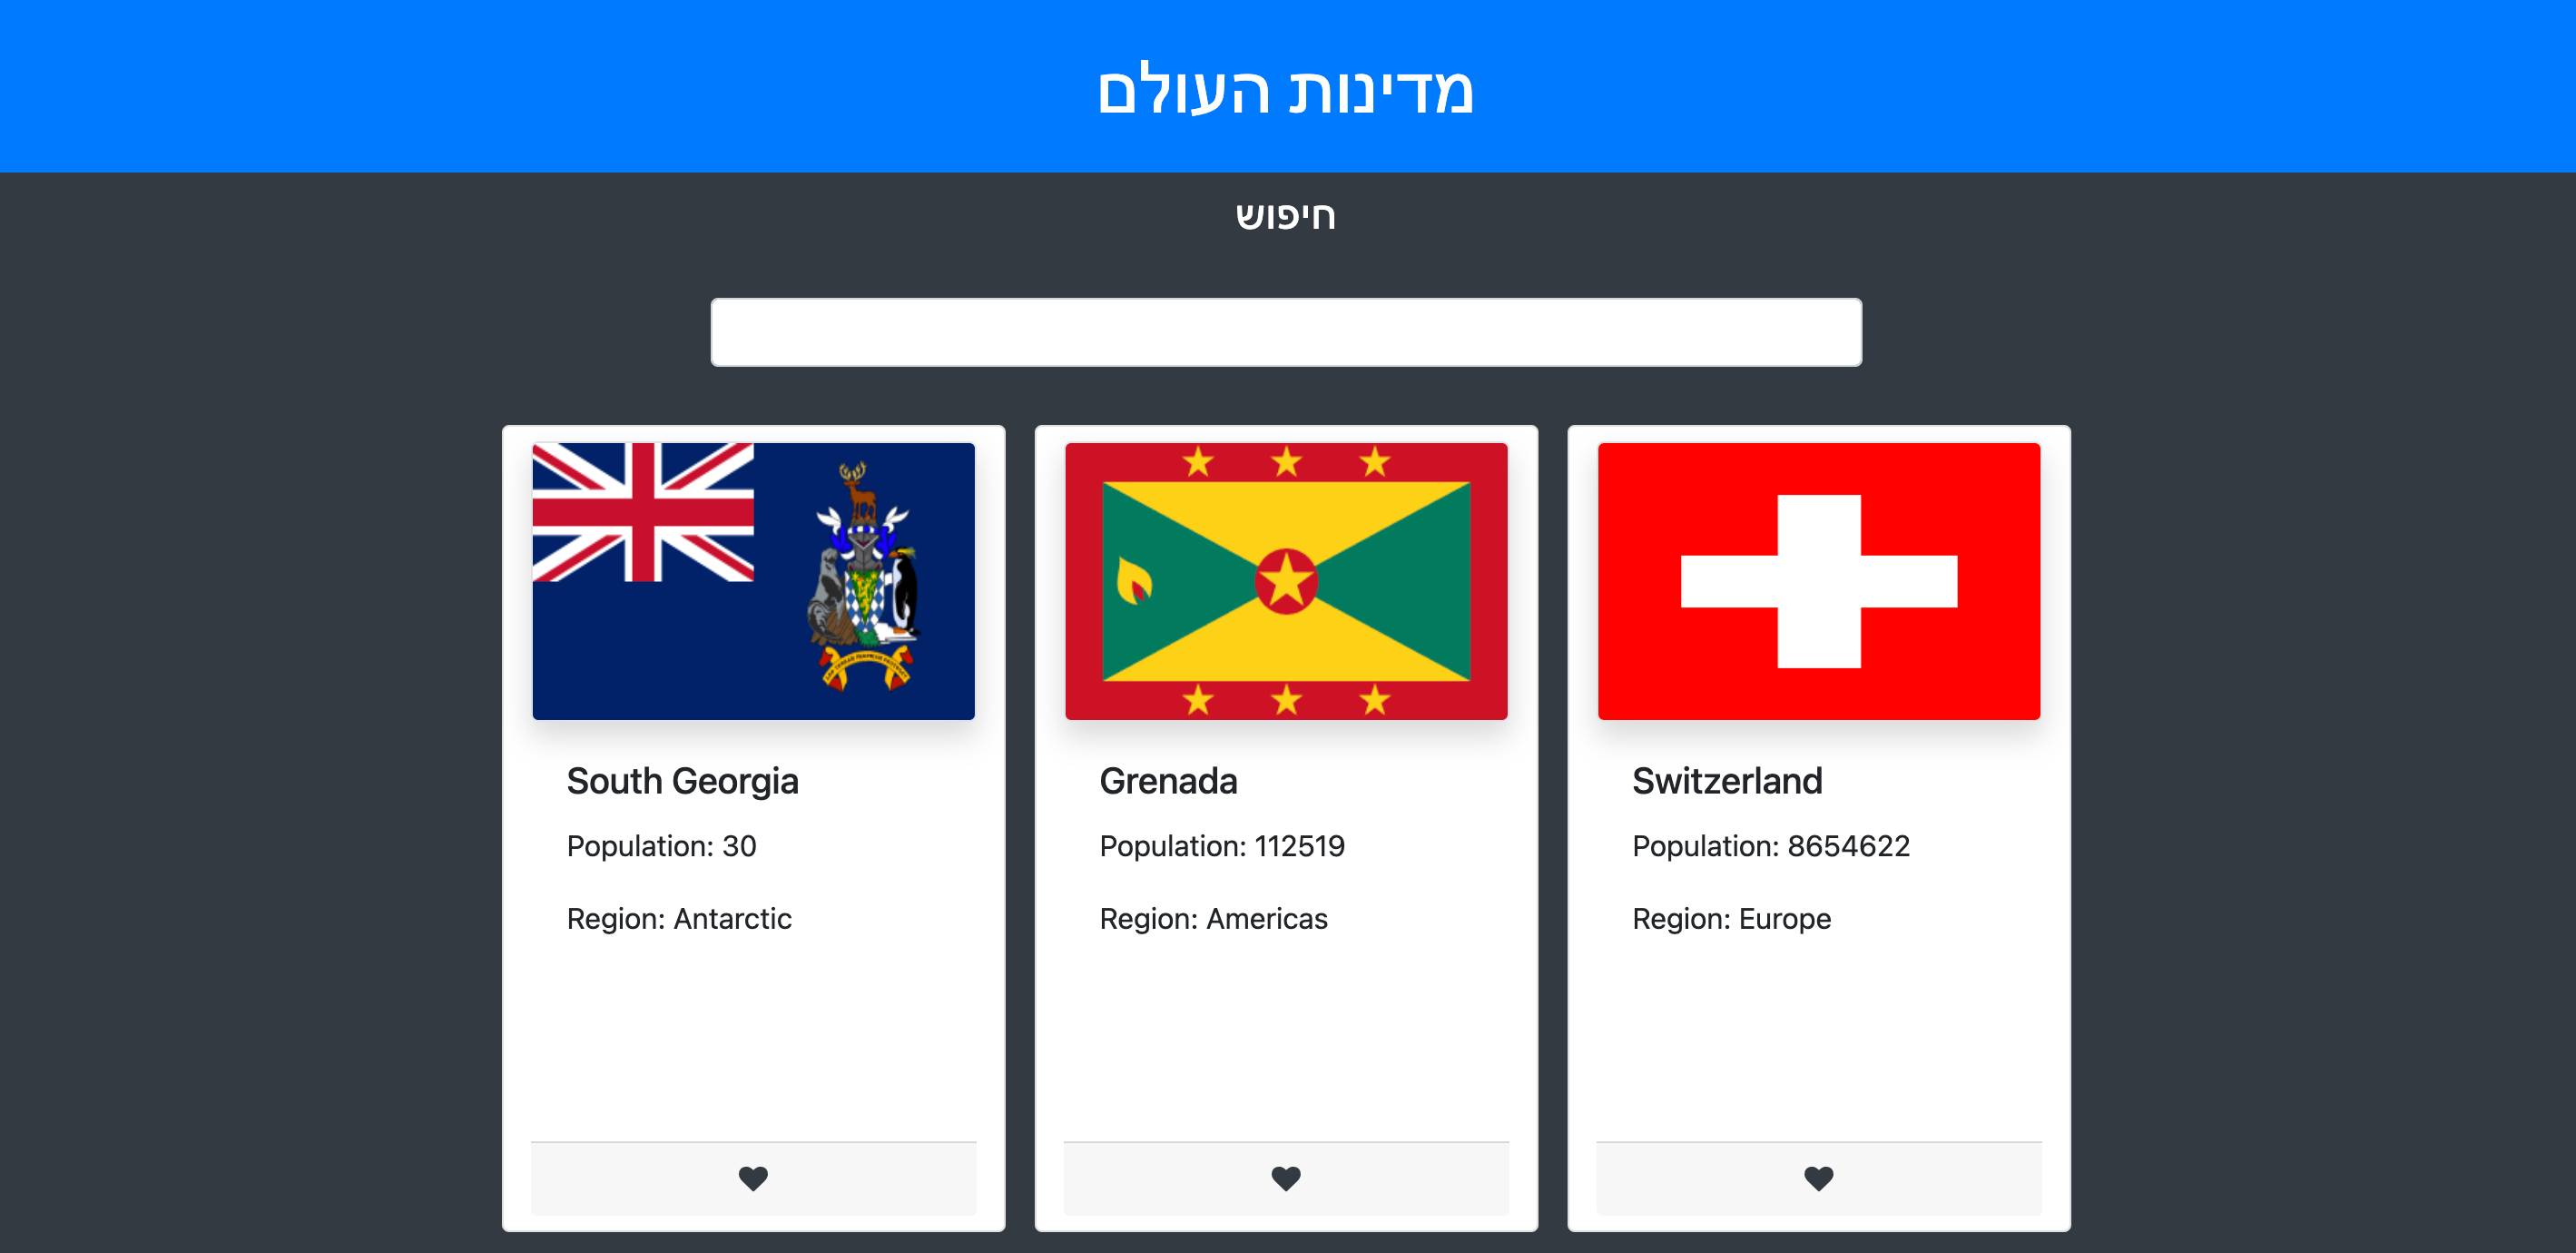 מדינות העולם
חיפוש
South Georgia
Population: 30
Region: Antarctic
Grenada
Population: 112519
Region: Americas
Switzerland
Population: 8654622
Region: Europe